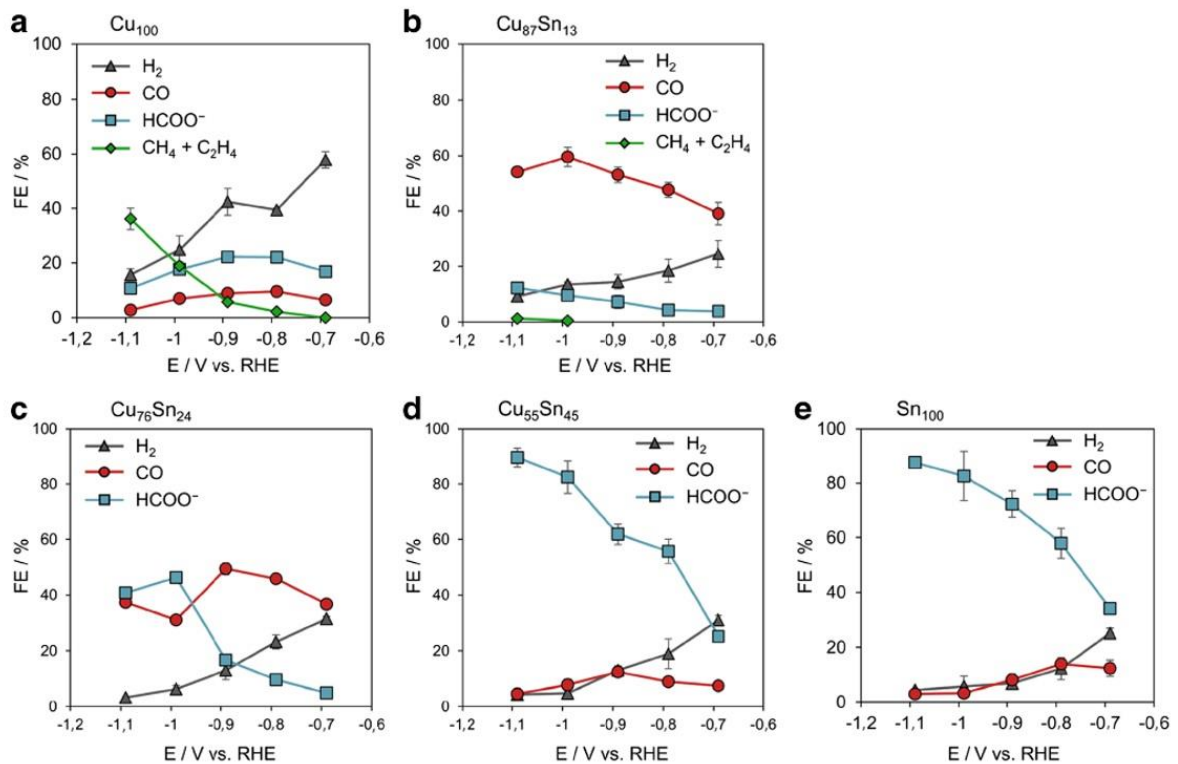 a Cu₁₀₀
100
80
60
40
20
0
FE / %
H₂
CO
HCOO⁻
CH₄ + C₂H₄
-1,2 -1,1 -1 -0,9 -0,8 -0,7 -0,6
E / V vs. RHE
b Cu₈₇Sn₁₃
100
80
60
40
20
0
FE / %
H₂
CO
HCOO⁻
CH₄ + C₂H₄
-1,2 -1,1 -1 -0,9 -0,8 -0,7 -0,6
E / V vs. RHE
c Cu₇₆Sn₂₄
100
80
60
40
20
0
FE / %
H₂
CO
HCOO⁻
-1,2 -1,1 -1 -0,9 -0,8 -0,7 -0,6
E / V vs. RHE
d Cu₅₅Sn₄₅
100
80
60
40
20
0
FE / %
H₂
CO
HCOO⁻
-1,2 -1,1 -1 -0,9 -0,8 -0,7 -0,6
E / V vs. RHE
e Sn₁₀₀
100
80
60
40
20
0
FE / %
H₂
CO
HCOO⁻
-1,2 -1,1 -1 -0,9 -0,8 -0,7 -0,6
E / V vs. RHE